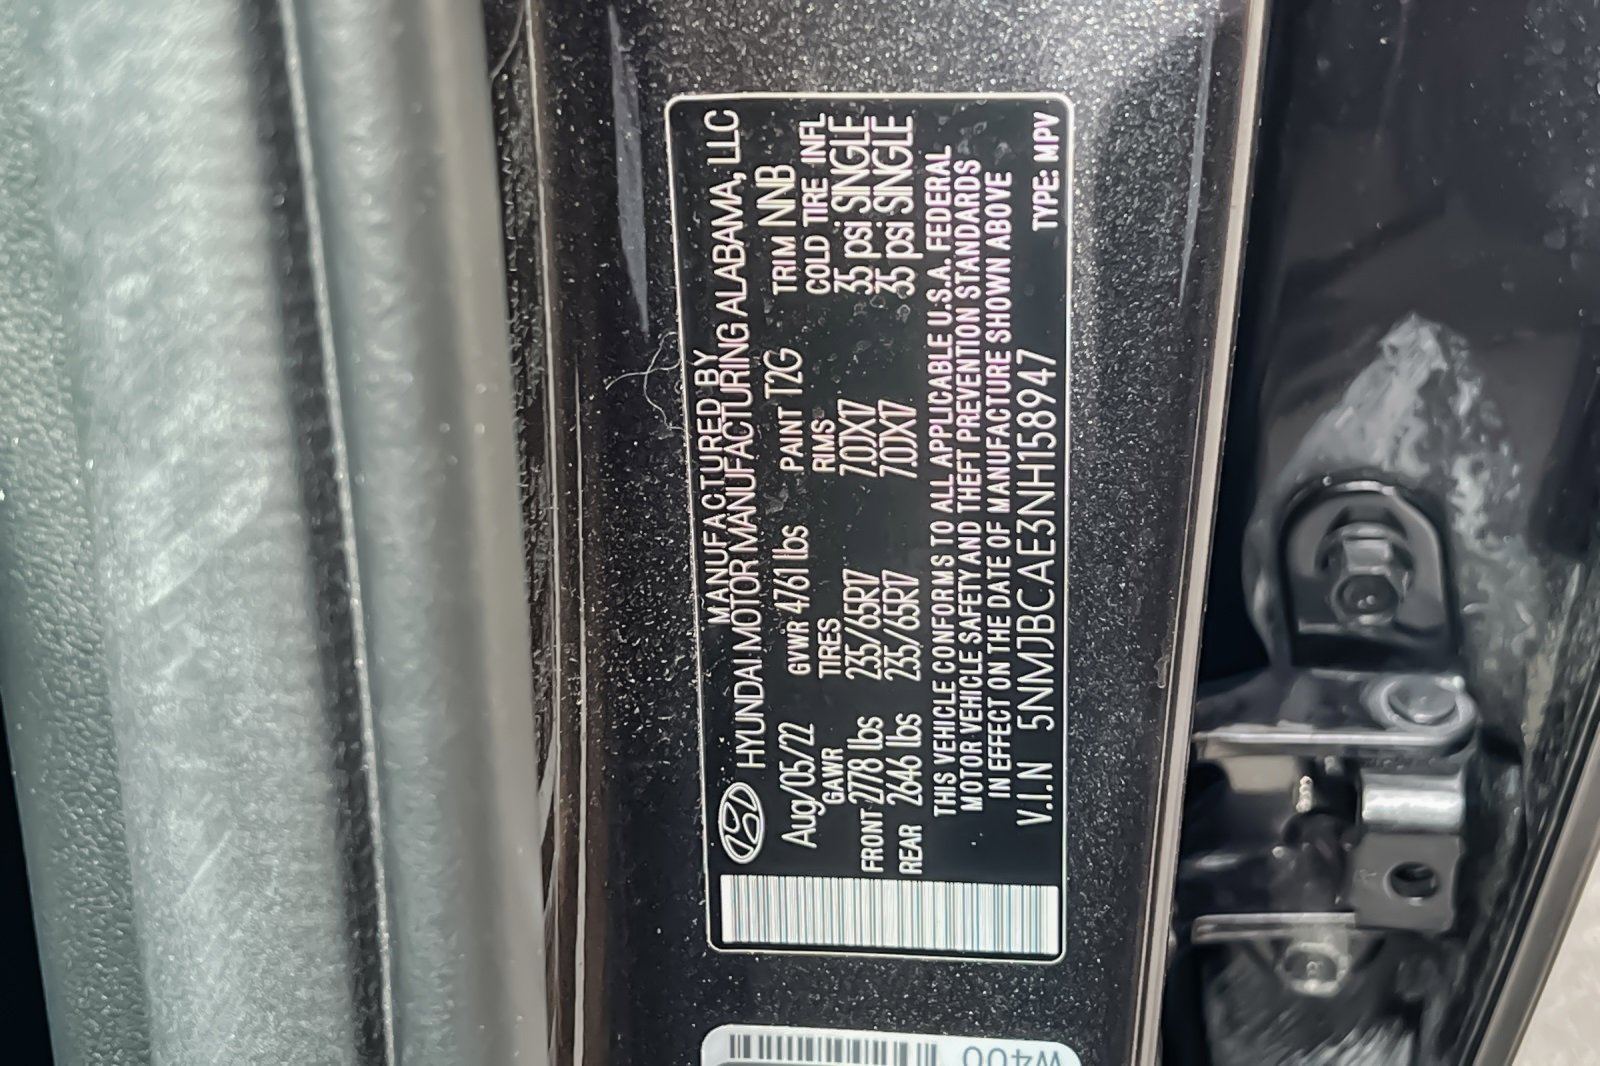 MANUFACTURED BY
HYUNDAI MOTOR MANUFACTURING ALABAMA, LLC
Aug/05/22 GVWR 4761 lbs PAINT T2G TRIM NNB
GAWR TIRES RIMS COLD TIRE INFL
FRONT 2778 lbs 235/65R17 7.0JX17 35 psi SINGLE
REAR 2646 lbs 235/65R17 7.0JX17 35 psi SINGLE
THIS VEHICLE CONFORMS TO ALL APPLICABLE U.S.A. FEDERAL
MOTOR VEHICLE SAFETY AND THEFT PREVENTION STANDARDS
IN EFFECT ON THE DATE OF MANUFACTURE SHOWN ABOVE
V.I.N 5NMJBCAE3NH158947 TYPE: MPV
W400